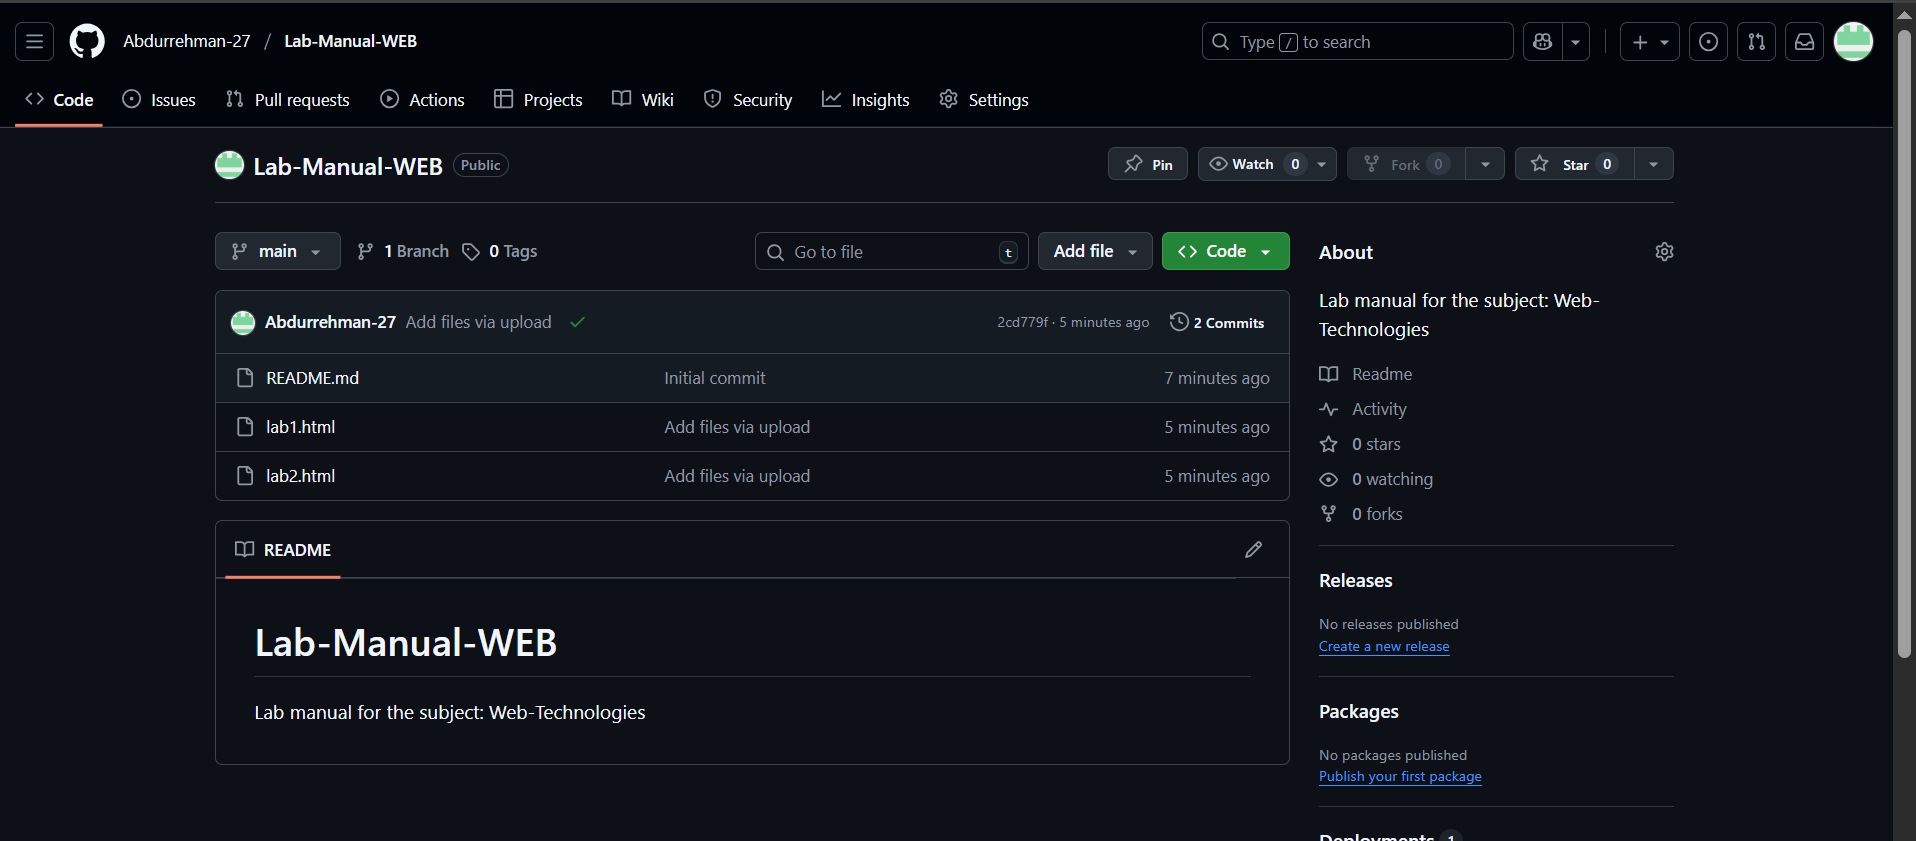 Abdurrehman-27 / Lab-Manual-WEB
Type / to search
Code Issues Pull requests Actions Projects Wiki Security Insights Settings
Lab-Manual-WEB Public
Pin Watch 0 Fork 0 Star 0
main 1 Branch 0 Tags Go to file t Add file Code
Abdurrehman-27 Add files via upload 2cd779f · 5 minutes ago 2 Commits
README.md Initial commit 7 minutes ago
lab1.html Add files via upload 5 minutes ago
lab2.html Add files via upload 5 minutes ago
README
Lab-Manual-WEB
Lab manual for the subject: Web-Technologies
About
Lab manual for the subject: Web-
Technologies
Readme
Activity
0 stars
0 watching
0 forks
Releases
No releases published
Create a new release
Packages
No packages published
Publish your first package
Deployments 1